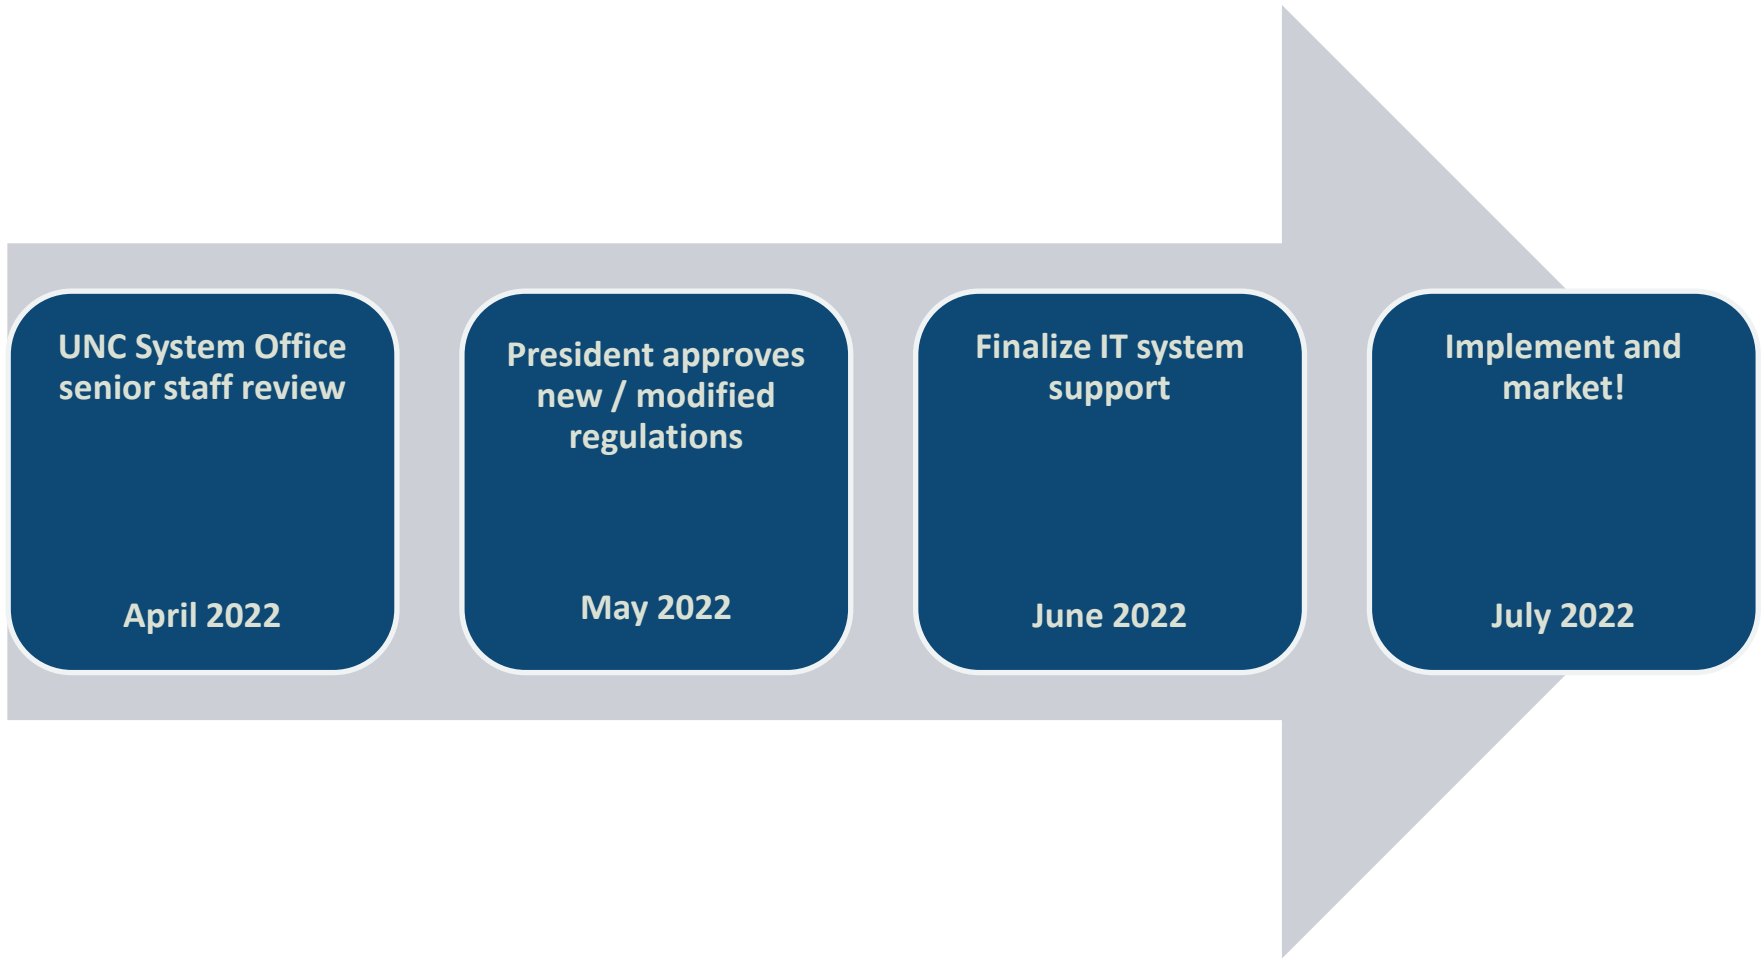 UNC System Office
senior staff review
April 2022
President approves
new / modified
regulations
May 2022
Finalize IT system
support
June 2022
Implement and
market!
July 2022